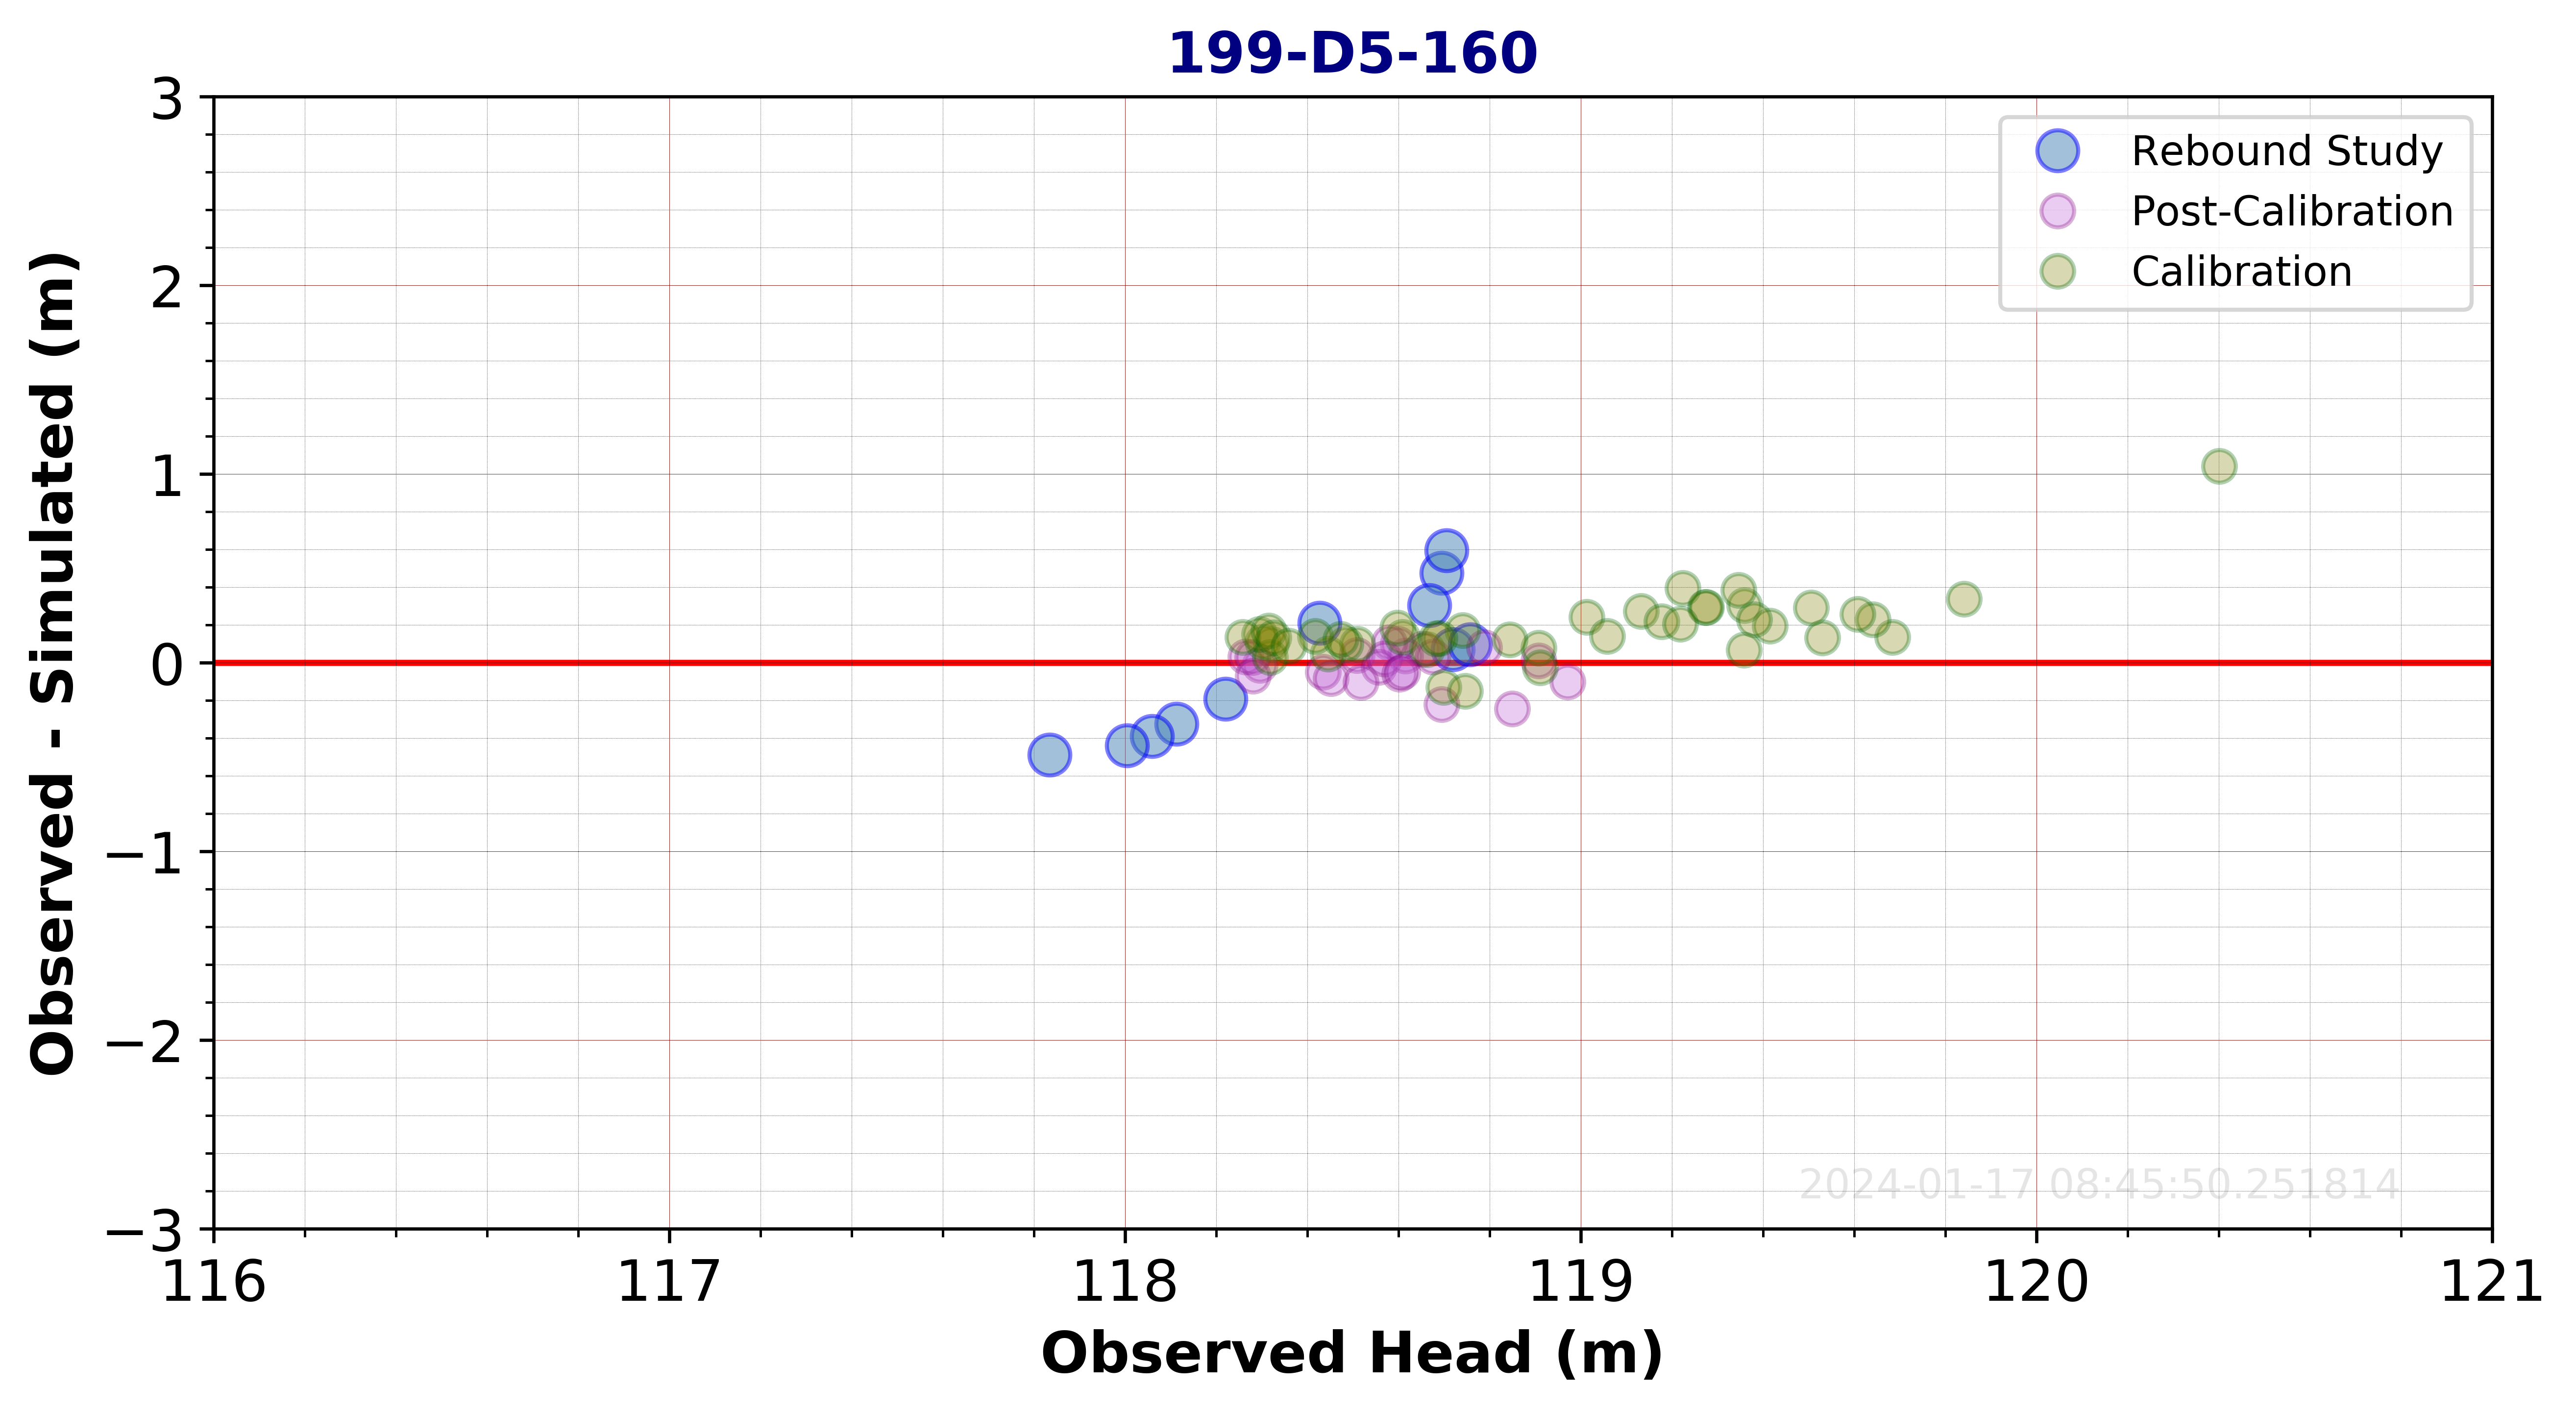 199-D5-160
3
2
1
0
−1
−2
−3
Observed - Simulated (m)
Rebound Study
Post-Calibration
Calibration
2024-01-17 08:45:50.251814
116 117 118 119 120 121
Observed Head (m)